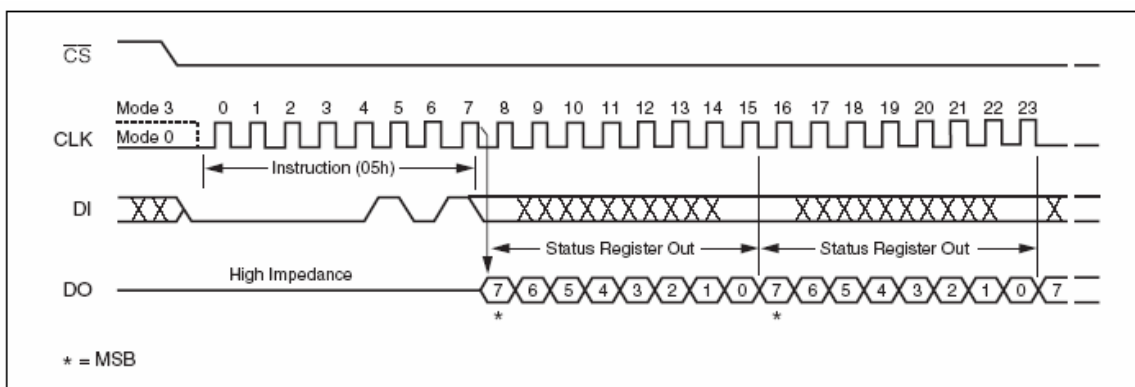 CS
Mode 3
0 1 2 3 4 5 6 7 8 9 10 11 12 13 14 15 16 17 18 19 20 21 22 23
CLK
Mode 0
Instruction (05h)
DI
Status Register Out
Status Register Out
High Impedance
DO
7 6 5 4 3 2 1 0 7 6 5 4 3 2 1 0 7
* *
* = MSB